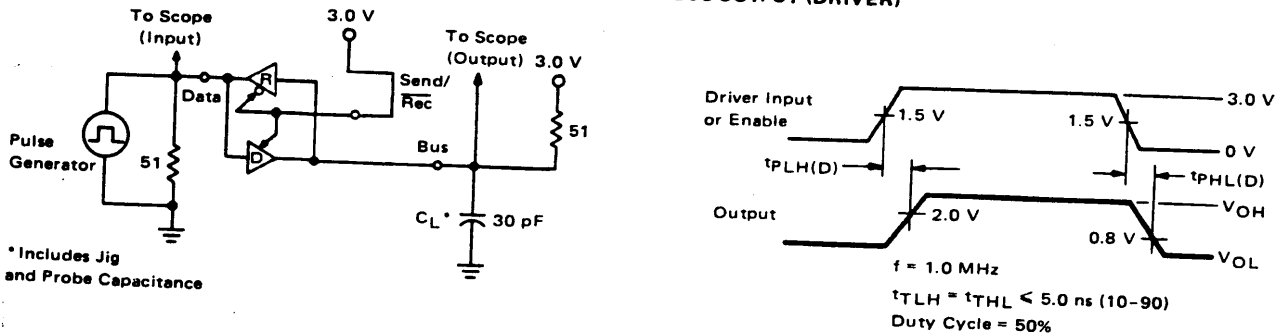 To Scope
(Input)
3.0 V
To Scope
(Output)
3.0 V
R
Data
Send/
Rec
51
Pulse
Generator
51
D
Bus
CL* 30 pF
*Includes Jig
and Probe Capacitance
(DRIVER)
Driver Input
or Enable
1.5 V
1.5 V
3.0 V
0 V
tPLH(D)
tPHL(D)
Output
2.0 V
VOH
0.8 V
VOL
f = 1.0 MHz
tTLH = tTHL ≤ 5.0 ns (10-90)
Duty Cycle = 50%